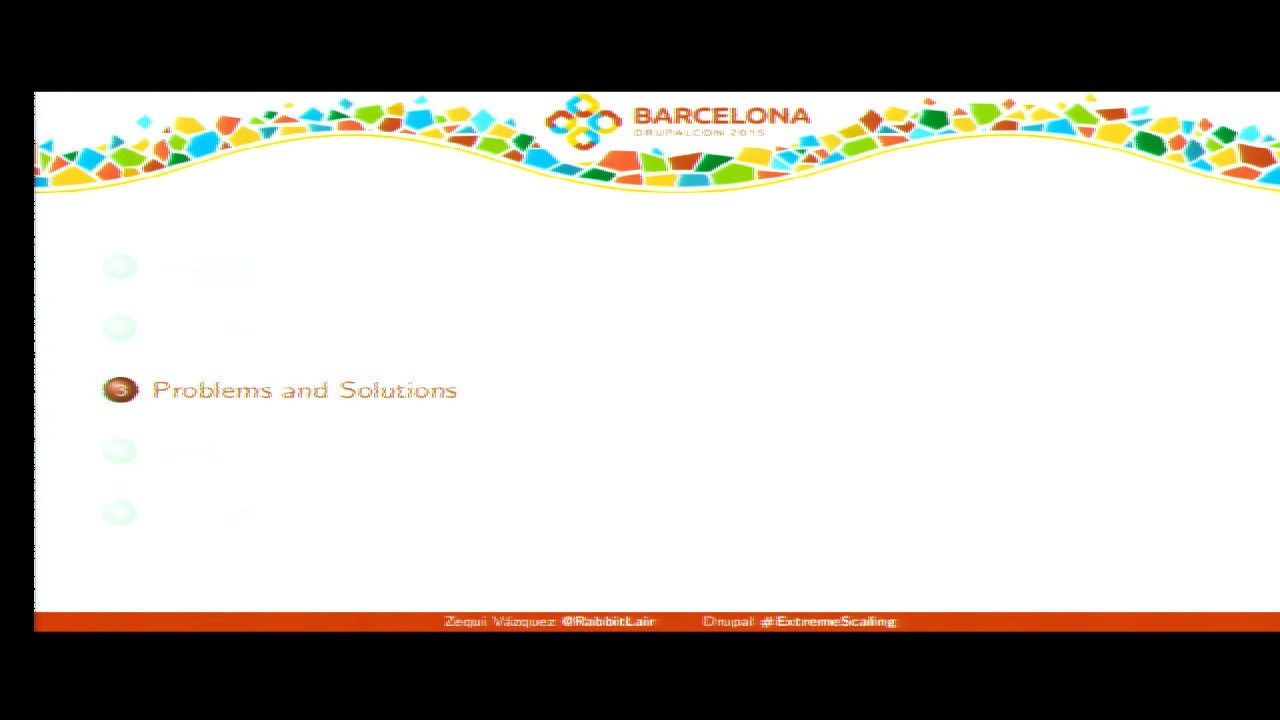 BARCELONA
DRUPALCON 2015
3 Problems and Solutions
Zequi Vázquez @RabbitLair Drupal #ExtremeScaling